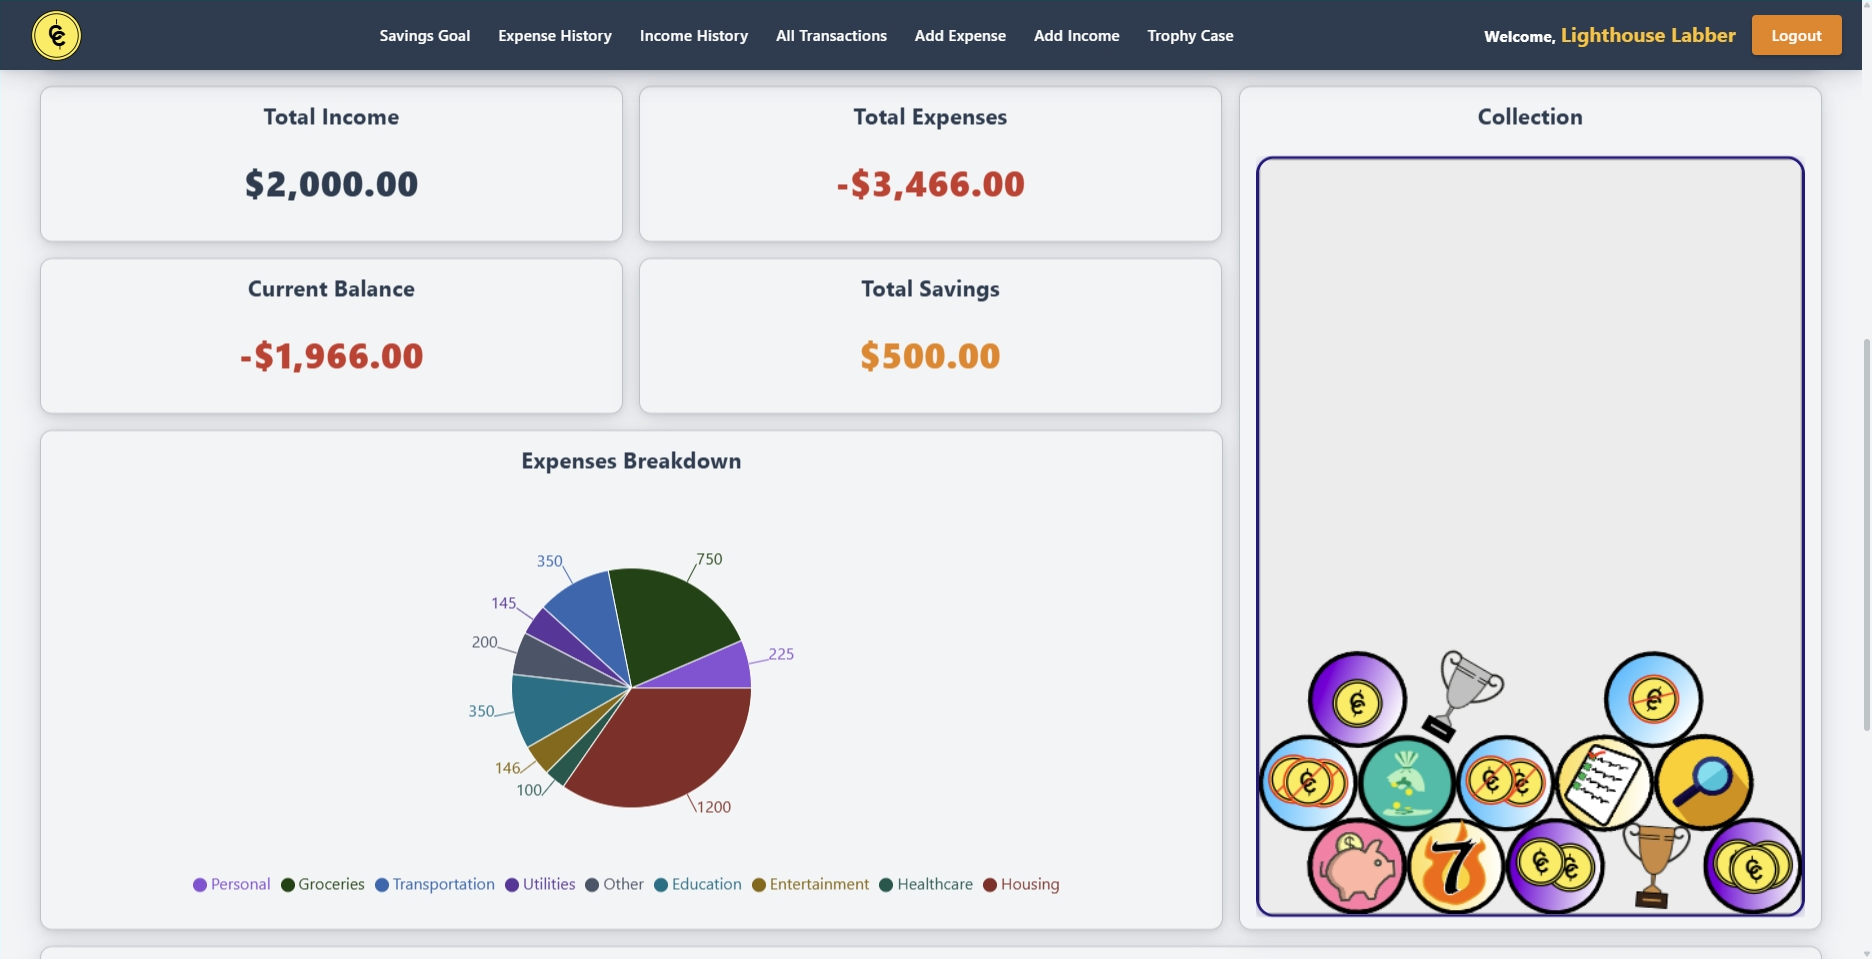 Savings Goal Expense History Income History All Transactions Add Expense Add Income Trophy Case Welcome, Lighthouse Labber Logout
Total Income
$2,000.00
Total Expenses
-$3,466.00
Current Balance
-$1,966.00
Total Savings
$500.00
Expenses Breakdown
350
750
145
225
200
350
146
100
1200
Personal Groceries Transportation Utilities Other Education Entertainment Healthcare Housing
Collection
7